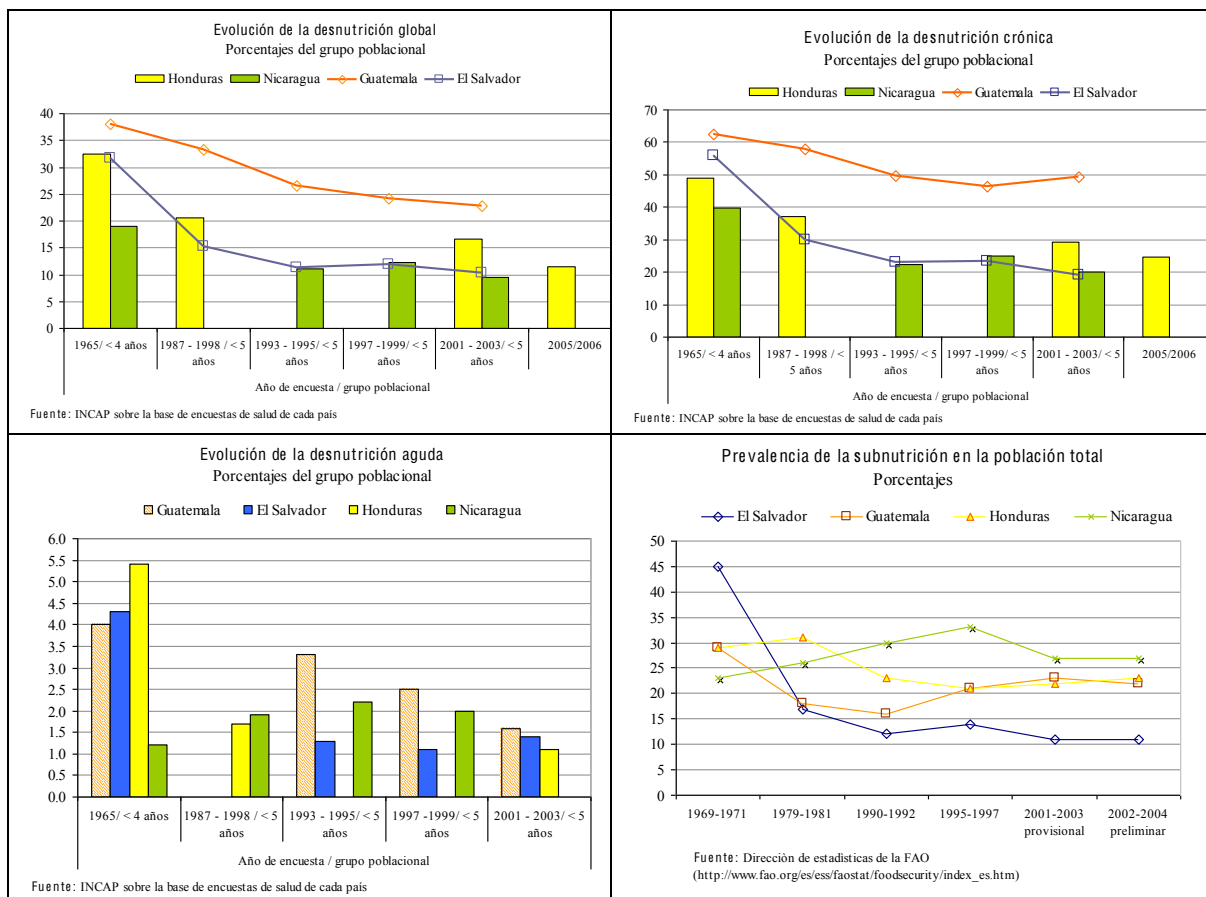 Evolución de la desnutrición global
Porcentajes del grupo poblacional
Honduras Nicaragua Guatemala El Salvador
40
35
30
25
20
15
10
5
0
1965/ < 4 años 1987 - 1998 / < 5 años 1993 - 1995/ < 5 años 1997 -1999/ < 5 años 2001 - 2003/ < 5 años 2005/2006
Año de encuesta / grupo poblacional
Fuente: INCAP sobre la base de encuestas de salud de cada país
Evolución de la desnutrición crónica
Porcentajes del grupo poblacional
Honduras Nicaragua Guatemala El Salvador
70
60
50
40
30
20
10
0
1965/ < 4 años 1987 - 1998 / < 5 años 1993 - 1995/ < 5 años 1997 -1999/ < 5 años 2001 - 2003/ < 5 años 2005/2006
Año de encuesta / grupo poblacional
Fuente: INCAP sobre la base de encuestas de salud de cada país
Evolución de la desnutrición aguda
Porcentajes del grupo poblacional
Guatemala El Salvador Honduras Nicaragua
6.0
5.5
5.0
4.5
4.0
3.5
3.0
2.5
2.0
1.5
1.0
0.5
0.0
1965/ < 4 años 1987 - 1998 / < 5 años 1993 - 1995/ < 5 años 1997 -1999/ < 5 años 2001 - 2003/ < 5 años
Año de encuesta / grupo poblacional
Fuente: INCAP sobre la base de encuestas de salud de cada país
Prevalencia de la subnutrición en la población total
Porcentajes
El Salvador Guatemala Honduras Nicaragua
50
45
40
35
30
25
20
15
10
5
0
1969-1971 1979-1981 1990-1992 1995-1997 2001-2003 2002-2004
provisional preliminar
Fuente: Direcciòn de estadìsticas de la FAO
(http://www.fao.org/es/ess/faostat/foodsecurity/index_es.htm)